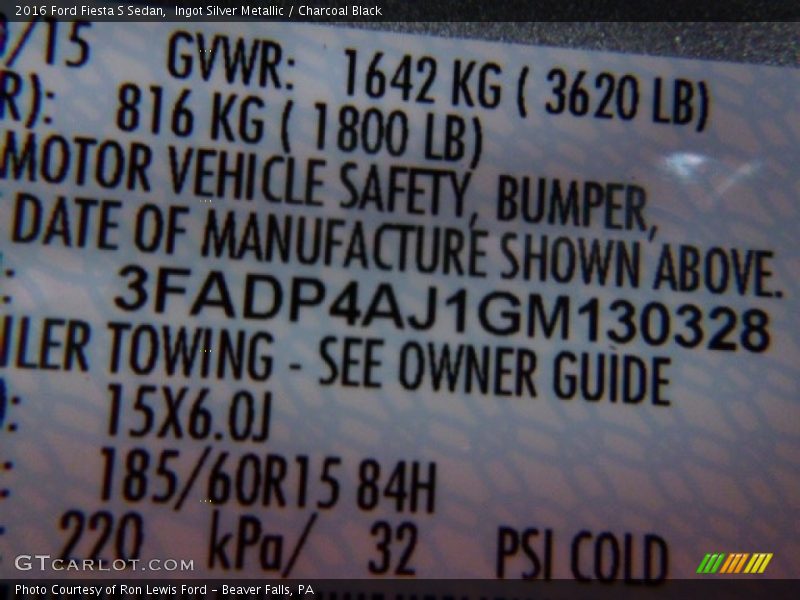 2016 Ford Fiesta S Sedan,  Ingot Silver Metallic / Charcoal Black
/15 GVWR: 1642 KG ( 3620 LB)
R): 816 KG ( 1800 LB)
MOTOR VEHICLE SAFETY, BUMPER,
DATE OF MANUFACTURE SHOWN ABOVE.
: 3FADP4AJ1GM130328
ILER TOWING - SEE OWNER GUIDE
: 15X6.0J
: 185/60R15 84H
: 220 kPa/ 32 PSI COLD
GTCARLOT.COM
Photo Courtesy of Ron Lewis Ford - Beaver Falls, PA